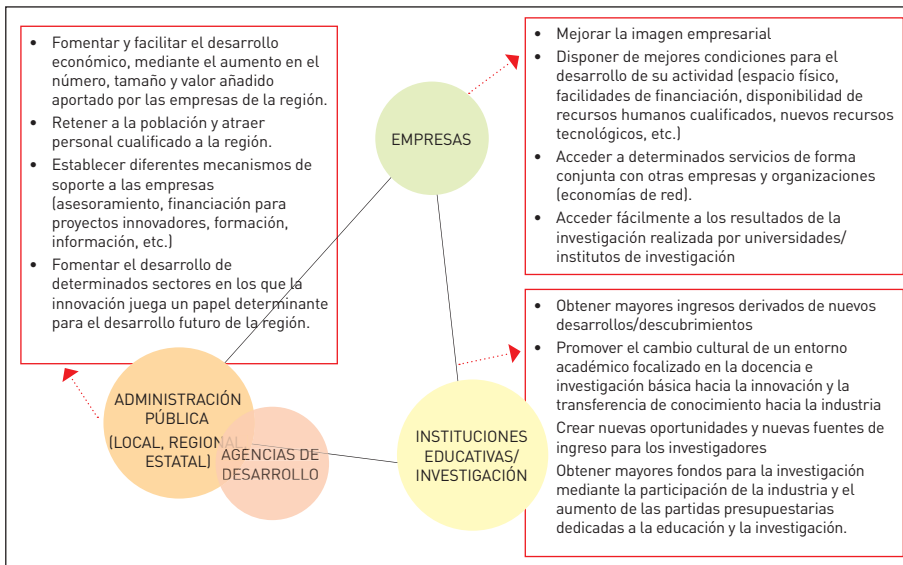 • Fomentar y facilitar el desarrollo
económico, mediante el aumento en el
número, tamaño y valor añadido
aportado por las empresas de la región.
• Retener a la población y atraer
personal cualificado a la región.
• Establecer diferentes mecanismos de
soporte a las empresas
(asesoramiento, financiación para
proyectos innovadores, formación,
información, etc.)
• Fomentar el desarrollo de
determinados sectores en los que la
innovación juega un papel determinante
para el desarrollo futuro de la región.
EMPRESAS
• Mejorar la imagen empresarial
• Disponer de mejores condiciones para el
desarrollo de su actividad (espacio físico,
facilidades de financiación, disponibilidad de
recursos humanos cualificados, nuevos recursos
tecnológicos, etc.)
• Acceder a determinados servicios de forma
conjunta con otras empresas y organizaciones
(economías de red).
• Acceder fácilmente a los resultados de la
investigación realizada por universidades/
institutos de investigación
ADMINISTRACIÓN
PÚBLICA
(LOCAL, REGIONAL
ESTATAL)
AGENCIAS DE
DESARROLLO
INSTITUCIONES
EDUCATIVAS/
INVESTIGACIÓN
• Obtener mayores ingresos derivados de nuevos
desarrollos/descubrimientos
• Promover el cambio cultural de un entorno
académico focalizado en la docencia e
investigación básica hacia la innovación y la
transferencia de conocimiento hacia la industria
Crear nuevas oportunidades y nuevas fuentes de
ingreso para los investigadores
Obtener mayores fondos para la investigación
mediante la participación de la industria y el
aumento de las partidas presupuestarias
dedicadas a la educación y la investigación.